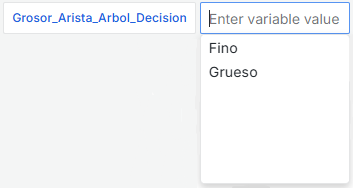 Grosor_Arista_Arbol_Decision
Enter variable value
Fino
Grueso